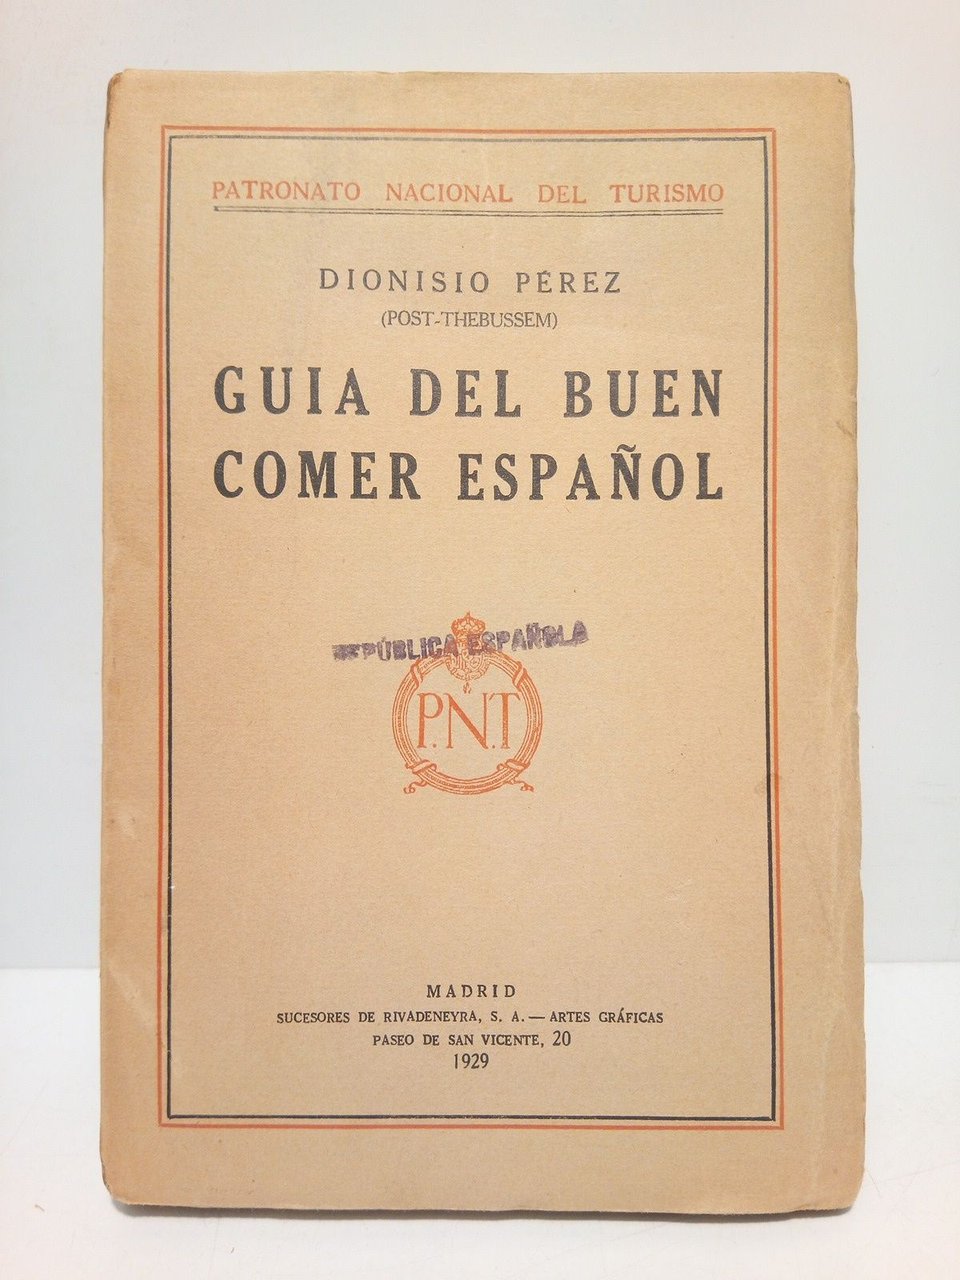 PATRONATO NACIONAL DEL TURISMO
DIONISIO PÉREZ
(POST-THEBUSSEM)
GUIA DEL BUEN
COMER ESPAÑOL
REPÚBLICA ESPAÑOLA
P.N.T
MADRID
SUCESORES DE RIVADENEYRA, S. A.—ARTES GRÁFICAS
PASEO DE SAN VICENTE, 20
1929